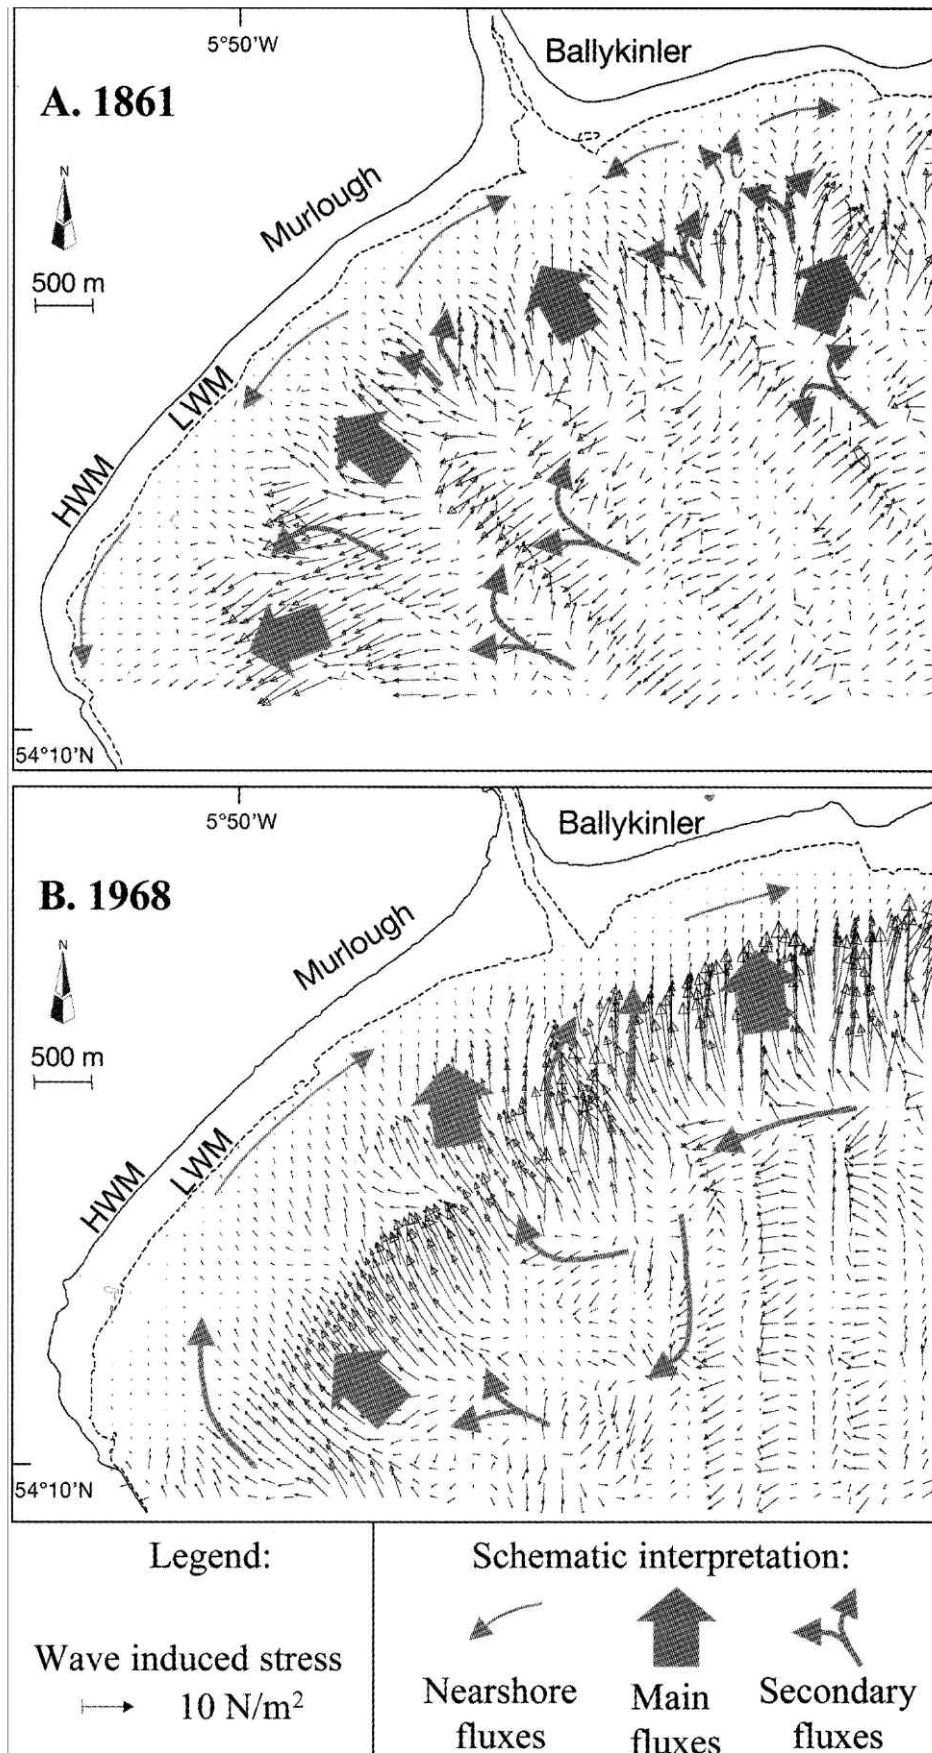 5°50'W
Ballykinler
A. 1861
Murlough
N
500 m
LWM
HWM
54°10'N
5°50'W
Ballykinler
B. 1968
Murlough
N
500 m
LWM
HWM
54°10'N
Legend:
Wave induced stress
10 N/m²
Schematic interpretation:
Nearshore
fluxes
Main
fluxes
Secondary
fluxes